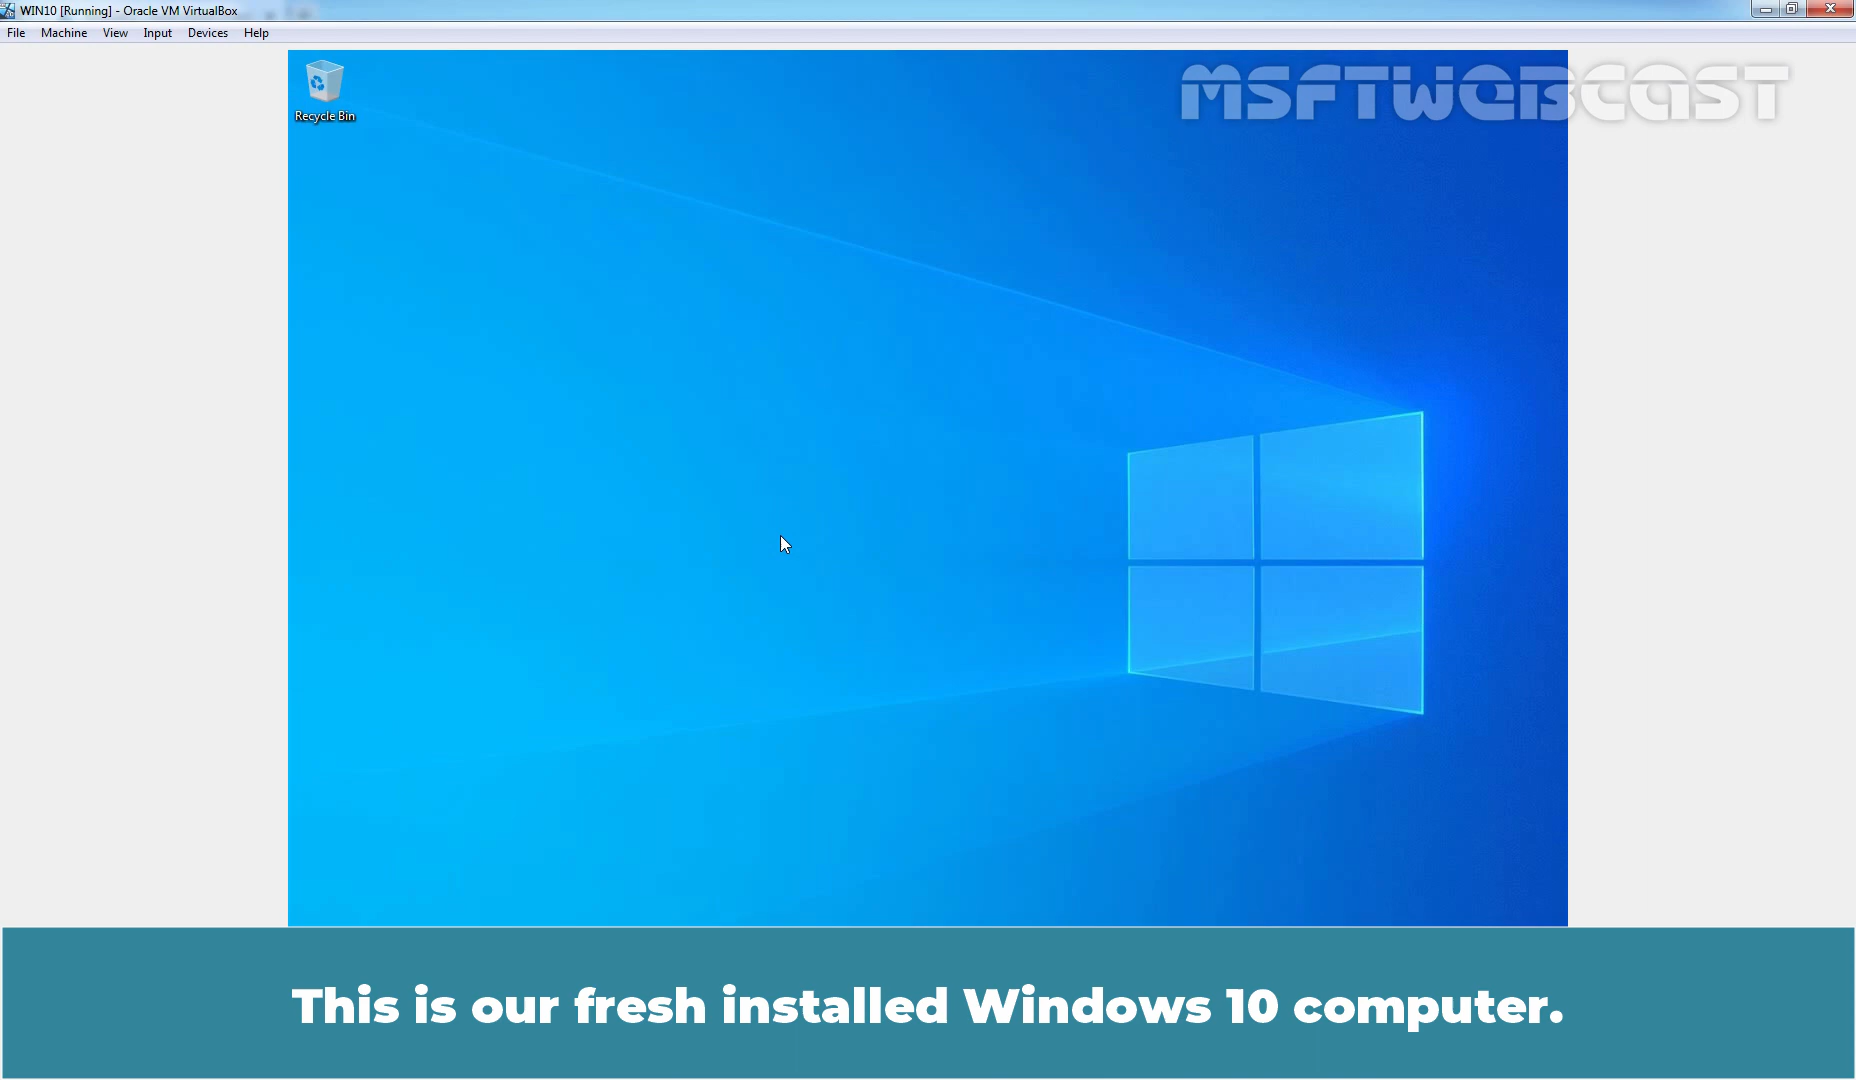 WIN10 [Running] - Oracle VM VirtualBox
File Machine View Input Devices Help
MSFTWEBCAST
Recycle Bin
This is our fresh installed Windows 10 computer.